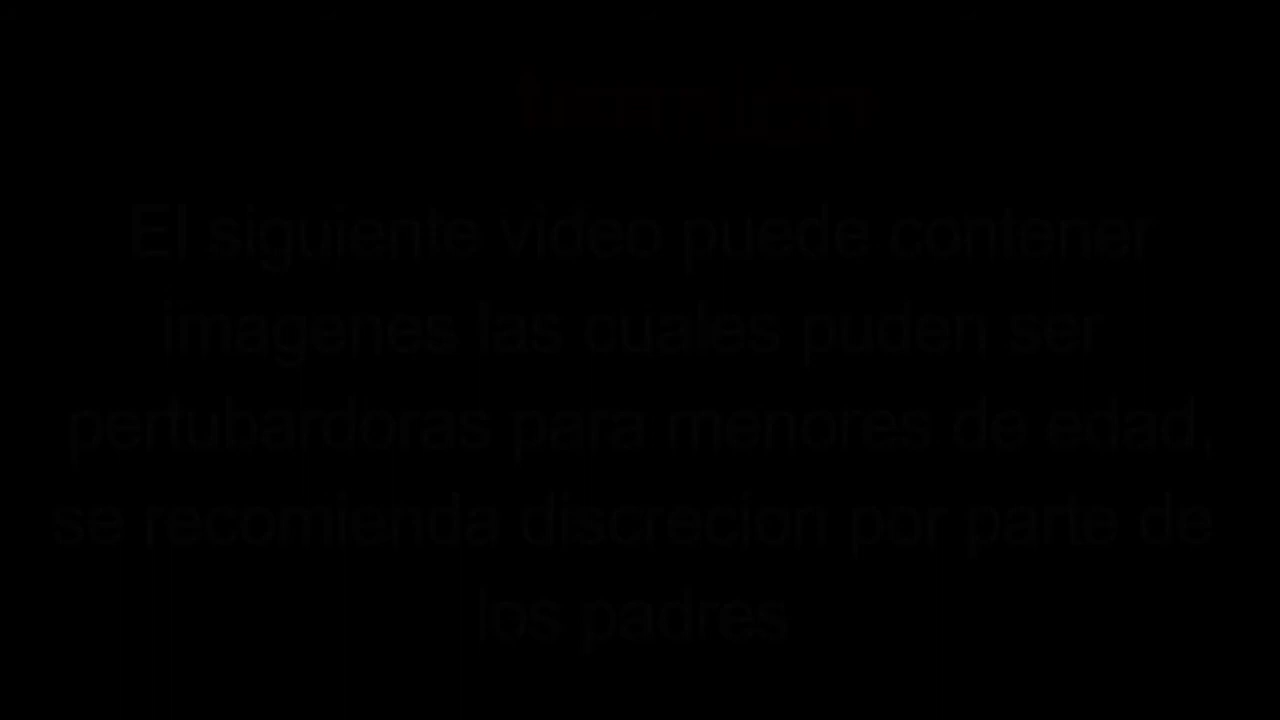 El siguiente video puede contener
imagenes las cuales puden ser
pertubardoras para menores de edad,
se recomienda discrecion por parte de
los padres